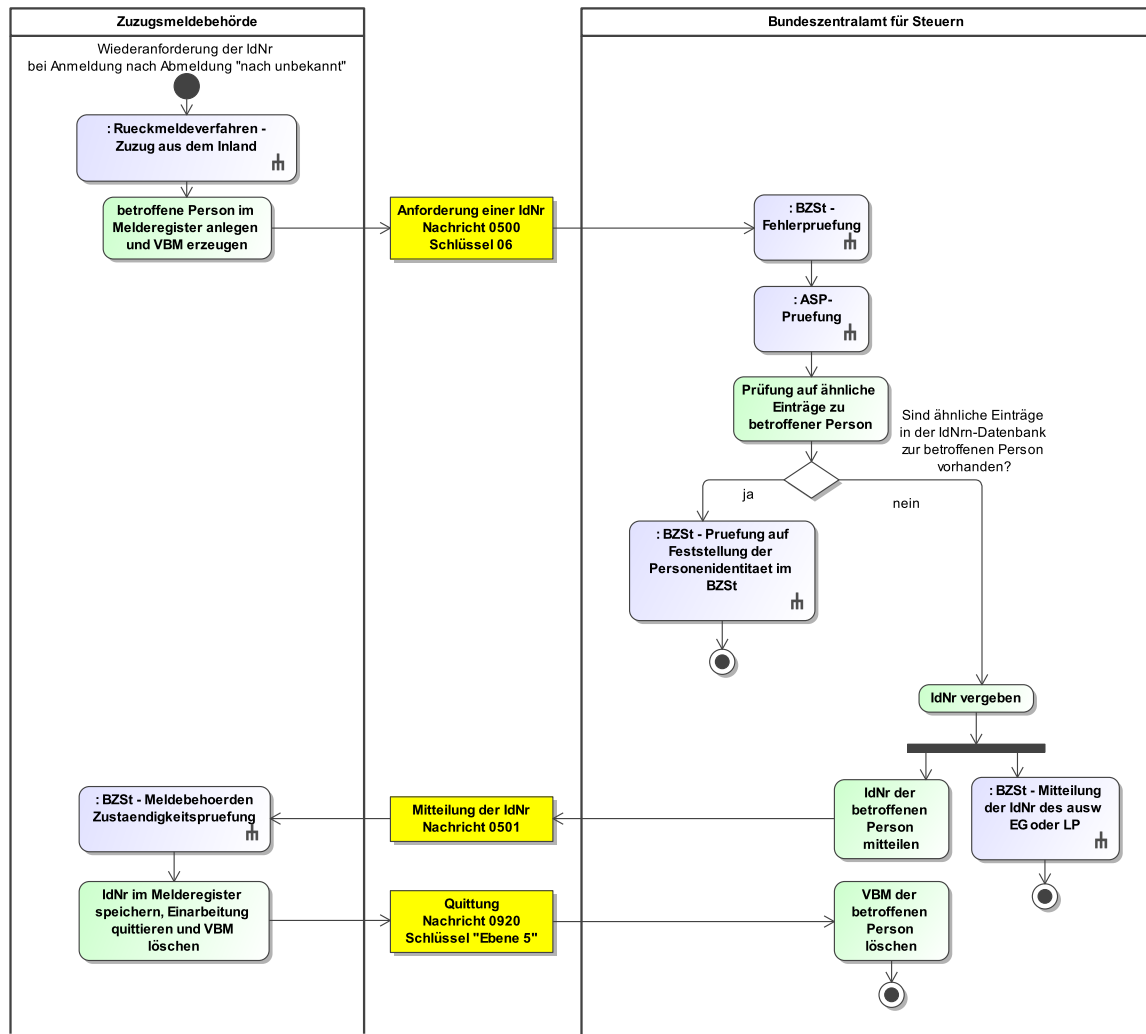 Zuzugsmeldebehörde
Bundeszentralamt für Steuern
Wiederanforderung der IdNr
bei Anmeldung nach Abmeldung "nach unbekannt"
: Rueckmeldeverfahren -
Zuzug aus dem Inland
betroffene Person im
Melderegister anlegen
und VBM erzeugen
Anforderung einer IdNr
Nachricht 0500
Schlüssel 06
: BZSt -
Fehlerpruefung
: ASP-
Pruefung
Prüfung auf ähnliche
Einträge zu
betroffener Person
Sind ähnliche Einträge
in der IdNrn-Datenbank
zur betroffenen Person
vorhanden?
ja
nein
: BZSt - Pruefung auf
Feststellung der
Personenidentitaet im
BZSt
IdNr vergeben
: BZSt - Meldebehoerden
Zustaendigkeitspruefung
Mitteilung der IdNr
Nachricht 0501
IdNr der
betroffenen
Person
mitteilen
: BZSt - Mitteilung
der IdNr des ausw
EG oder LP
IdNr im Melderegister
speichern, Einarbeitung
quittieren und VBM
löschen
Quittung
Nachricht 0920
Schlüssel "Ebene 5"
VBM der
betroffenen
Person
löschen